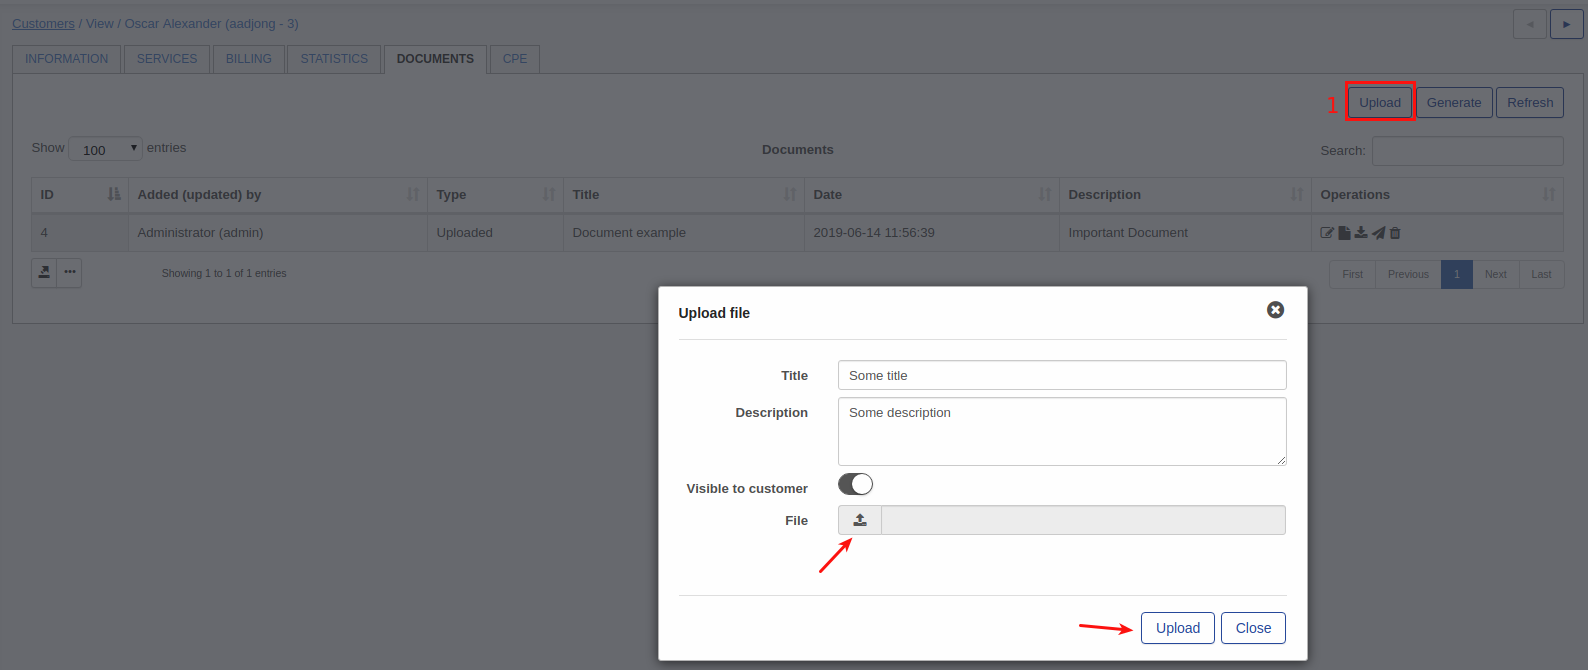 Customers / View / Oscar Alexander (aadjong - 3)
INFORMATION SERVICES BILLING STATISTICS DOCUMENTS CPE
1 Upload Generate Refresh
Show 100 entries Documents Search:
ID Added (updated) by Type Title Date Description Operations
4 Administrator (admin) Uploaded Document example 2019-06-14 11:56:39 Important Document
Showing 1 to 1 of 1 entries First Previous 1 Next Last
Upload file
Title Some title
Description Some description
Visible to customer
File
Upload Close